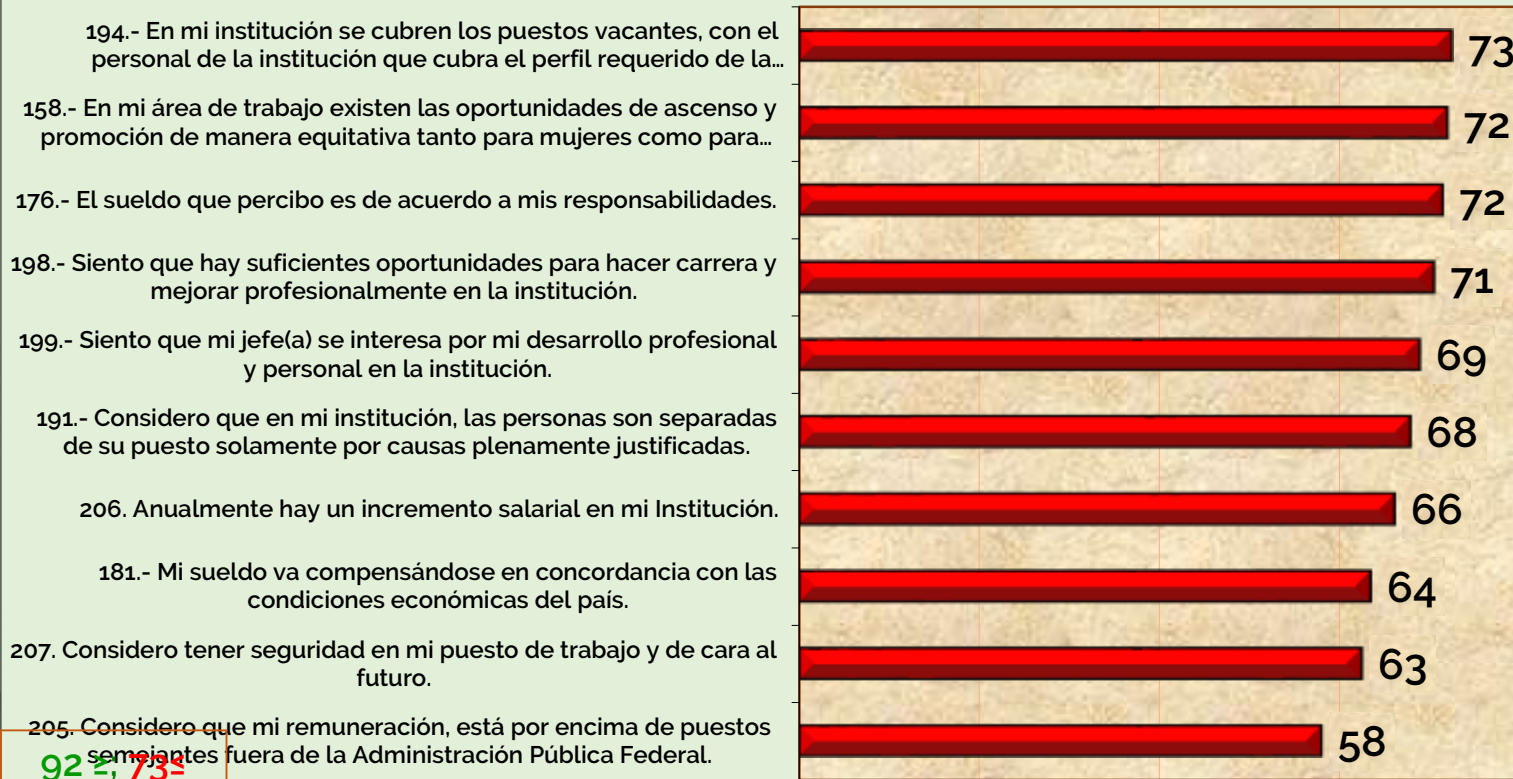 194.- En mi institución se cubren los puestos vacantes, con el
personal de la institución que cubra el perfil requerido de la…
73
158.- En mi área de trabajo existen las oportunidades de ascenso y
promoción de manera equitativa tanto para mujeres como para…
72
176.- El sueldo que percibo es de acuerdo a mis responsabilidades.
72
198.- Siento que hay suficientes oportunidades para hacer carrera y
mejorar profesionalmente en la institución.
71
199.- Siento que mi jefe(a) se interesa por mi desarrollo profesional
y personal en la institución.
69
191.- Considero que en mi institución, las personas son separadas
de su puesto solamente por causas plenamente justificadas.
68
206. Anualmente hay un incremento salarial en mi Institución.
66
181.- Mi sueldo va compensándose en concordancia con las
condiciones económicas del país.
64
207. Considero tener seguridad en mi puesto de trabajo y de cara al
futuro.
63
205. Considero que mi remuneración, está por encima de puestos
semejantes fuera de la Administración Pública Federal.
58
92 ≥; 73≤